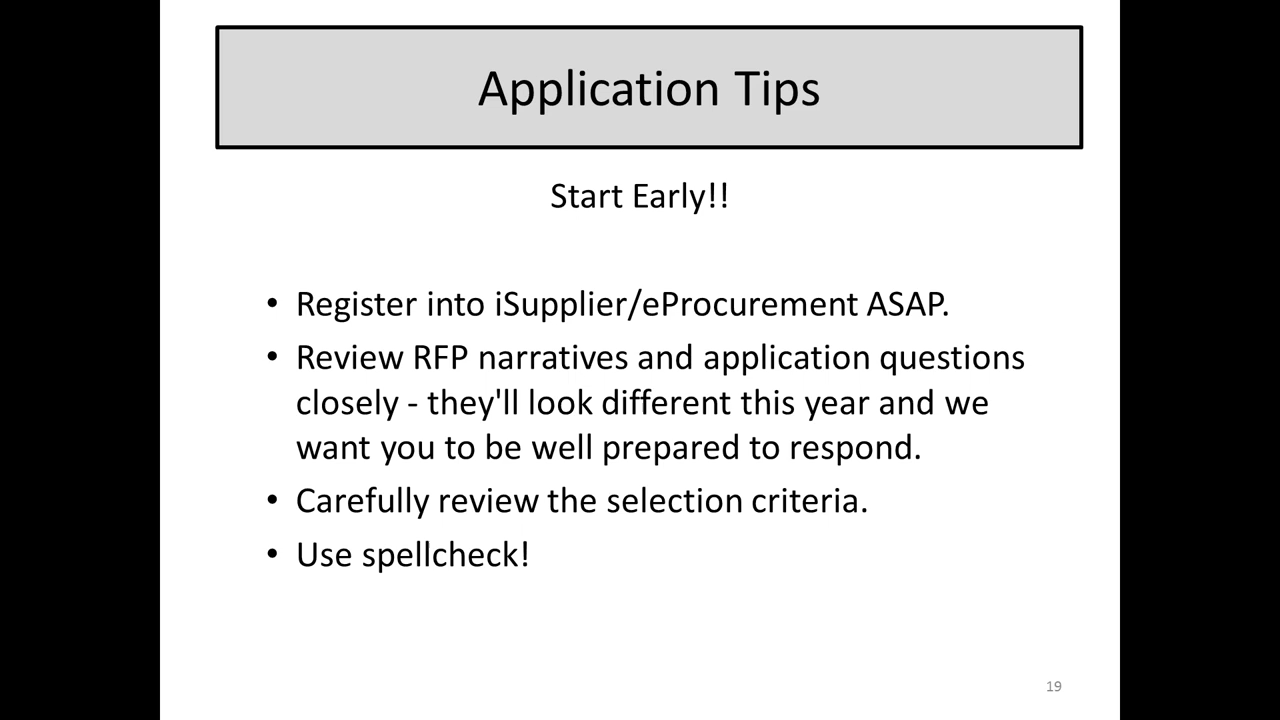 Application Tips
Start Early!!
• Register into iSupplier/eProcurement ASAP.
• Review RFP narratives and application questions
closely - they'll look different this year and we
want you to be well prepared to respond.
• Carefully review the selection criteria.
• Use spellcheck!
19